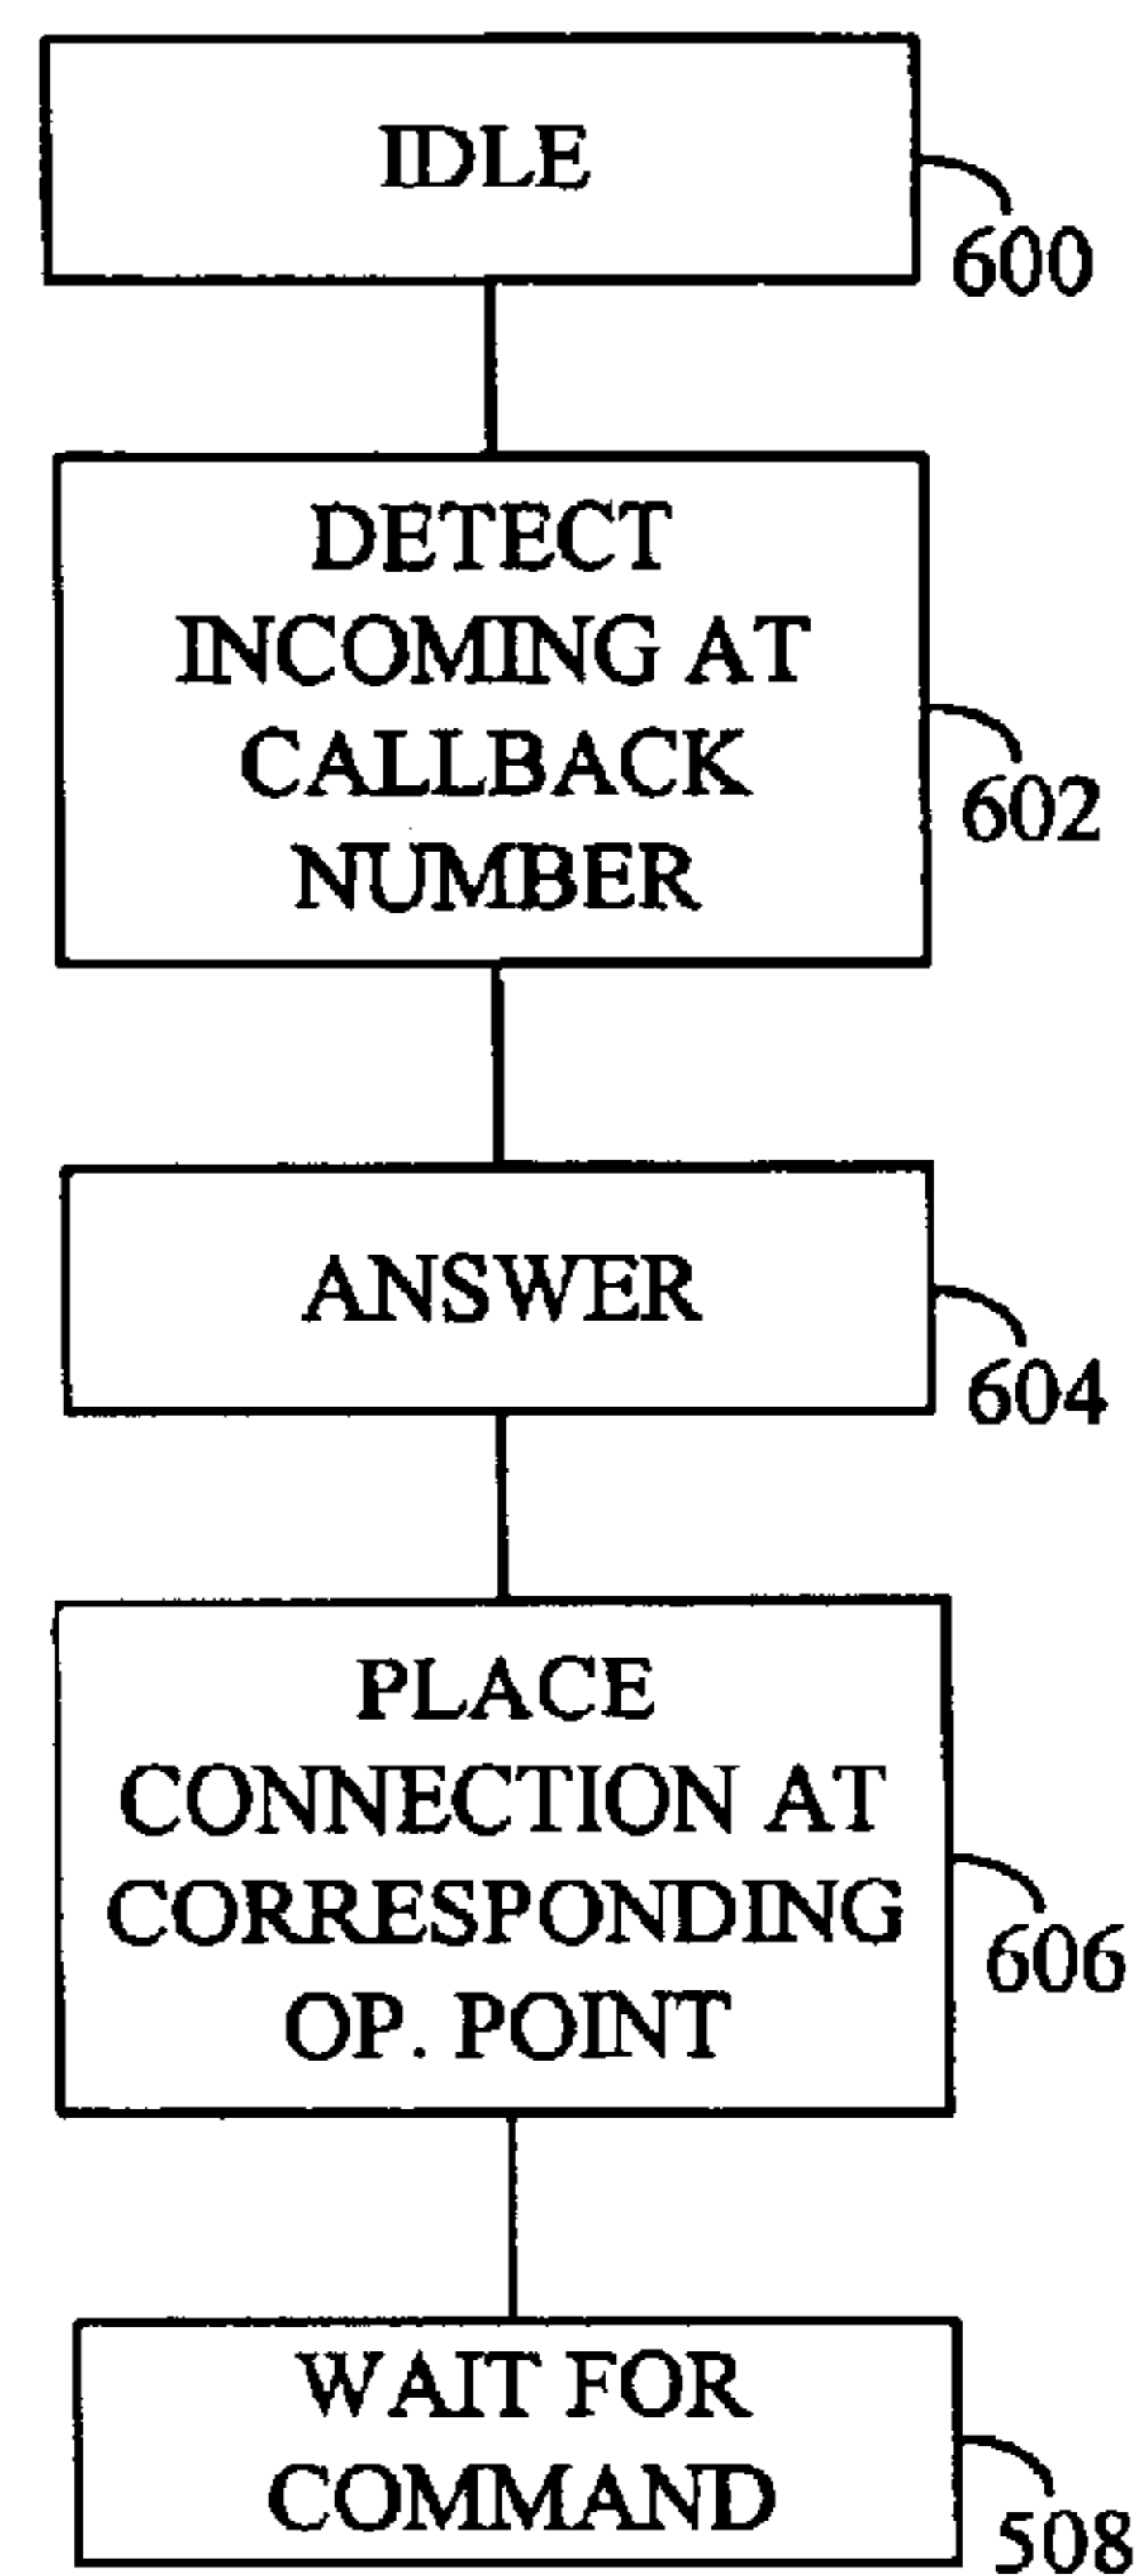 IDLE
600
DETECT
INCOMING AT
CALLBACK
NUMBER
602
ANSWER
604
PLACE
CONNECTION AT
CORRESPONDING
OP. POINT
606
WAIT FOR
COMMAND
508